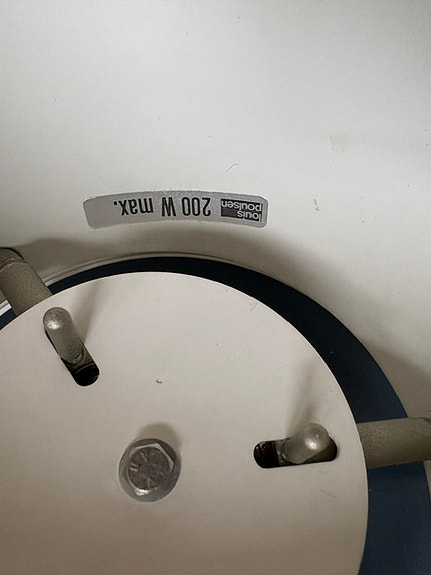 louis
poulsen
200 W max.